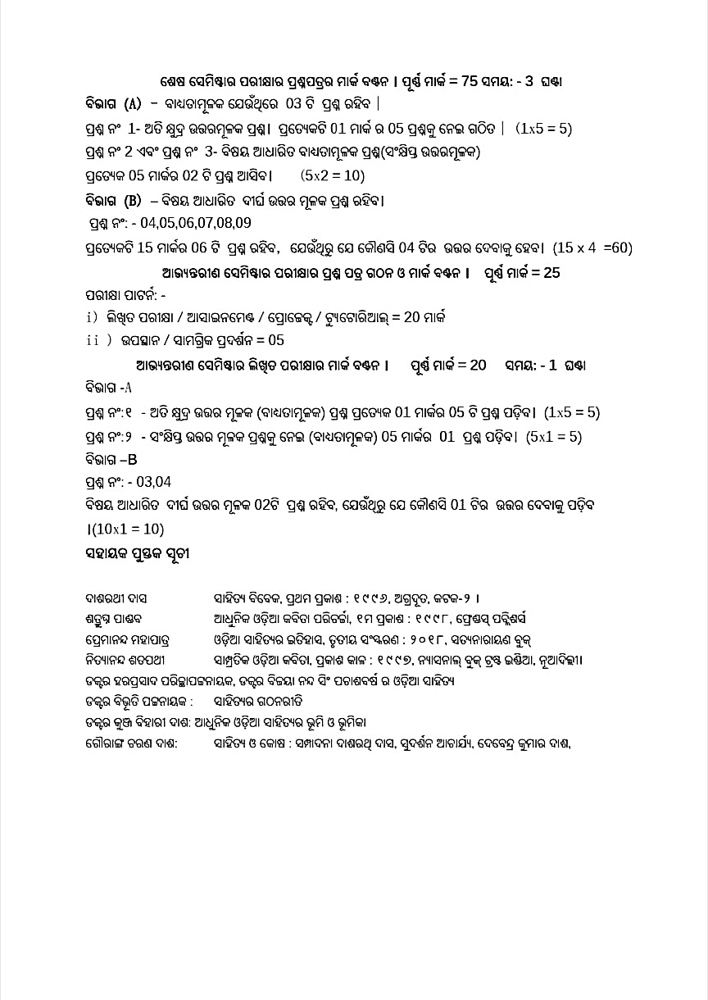 ଶେଷ ସେମିଷ୍ଟାର ପରୀକ୍ଷାର ପ୍ରଶ୍ନପତ୍ରର ମାର୍କ ବଣ୍ଟନ । ପୂର୍ଣ୍ଣ ମାର୍କ = 75 ସମୟ: - 3 ଘଣ୍ଟା
ବିଭାଗ (A) – ବାଧ୍ୟତାମୂଳକ ଯେଉଁଥିରେ 03 ଟି ପ୍ରଶ୍ନ ରହିବ |
ପ୍ରଶ୍ନ ନଂ 1- ଅତି କ୍ଷୁଦ୍ର ଉତ୍ତରମୂଳକ ପ୍ରଶ୍ନ। ପ୍ରତ୍ୟେକଟି 01 ମାର୍କ ର 05 ପ୍ରଶ୍ନକୁ ନେଇ ଗଠିତ | (1x5 = 5)
ପ୍ରଶ୍ନ ନଂ 2 ଏବଂ ପ୍ରଶ୍ନ ନଂ 3- ବିଷୟ ଆଧାରିତ ବାଧ୍ୟତାମୂଳକ ପ୍ରଶ୍ନ(ସଂକ୍ଷିପ୍ତ ଉତ୍ତରମୂଳକ)
ପ୍ରତ୍ୟେକ 05 ମାର୍କର 02 ଟି ପ୍ରଶ୍ନ ଆସିବ। (5x2 = 10)
ବିଭାଗ (B) – ବିଷୟ ଆଧାରିତ ଦୀର୍ଘ ଉତ୍ତର ମୂଳକ ପ୍ରଶ୍ନ ରହିବ।
ପ୍ରଶ୍ନ ନଂ: - 04,05,06,07,08,09
ପ୍ରତ୍ୟେକଟି 15 ମାର୍କର 06 ଟି ପ୍ରଶ୍ନ ରହିବ, ଯେଉଁଥିରୁ ଯେ କୌଣସି 04 ଟିର ଉତ୍ତର ଦେବାକୁ ହେବ। (15 x 4 =60)
ଆଭ୍ୟନ୍ତରୀଣ ସେମିଷ୍ଟାର ପରୀକ୍ଷାର ପ୍ରଶ୍ନ ପତ୍ର ଗଠନ ଓ ମାର୍କ ବଣ୍ଟନ । ପୂର୍ଣ୍ଣ ମାର୍କ = 25
ପରୀକ୍ଷା ପାଟର୍ନ: -
i) ଲିଖିତ ପରୀକ୍ଷା / ଆସାଇନମେଣ୍ଟ / ପ୍ରୋଜେକ୍ଟ / ଟ୍ୟୁଟୋରିଆଲ୍ = 20 ମାର୍କ
ii ) ଉପସ୍ଥାନ / ସାମଗ୍ରିକ ପ୍ରଦର୍ଶନ = 05
ଆଭ୍ୟନ୍ତରୀଣ ସେମିଷ୍ଟାର ଲିଖିତ ପରୀକ୍ଷାର ମାର୍କ ବଣ୍ଟନ । ପୂର୍ଣ୍ଣ ମାର୍କ = 20 ସମୟ: - 1 ଘଣ୍ଟା
ବିଭାଗ -A
ପ୍ରଶ୍ନ ନଂ:୧ - ଅତି କ୍ଷୁଦ୍ର ଉତ୍ତର ମୂଳକ (ବାଧ୍ୟତାମୂଳକ) ପ୍ରଶ୍ନ ପ୍ରତ୍ୟେକ 01 ମାର୍କର 05 ଟି ପ୍ରଶ୍ନ ପଡ଼ିବ। (1x5 = 5)
ପ୍ରଶ୍ନ ନଂ:୨ - ସଂକ୍ଷିପ୍ତ ଉତ୍ତର ମୂଳକ ପ୍ରଶ୍ନକୁ ନେଇ (ବାଧ୍ୟତାମୂଳକ) 05 ମାର୍କର 01 ପ୍ରଶ୍ନ ପଡ଼ିବ। (5x1 = 5)
ବିଭାଗ –B
ପ୍ରଶ୍ନ ନଂ: - 03,04
ବିଷୟ ଆଧାରିତ ଦୀର୍ଘ ଉତ୍ତର ମୂଳକ 02ଟି ପ୍ରଶ୍ନ ରହିବ, ଯେଉଁଥିରୁ ଯେ କୌଣସି 01 ଟିର ଉତ୍ତର ଦେବାକୁ ପଡ଼ିବ
।(10x1 = 10)
ସହାୟକ ପୁସ୍ତକ ସୂଚୀ
ଦାଶରଥୀ ଦାସ ସାହିତ୍ୟ ବିବେକ, ପ୍ରଥମ ପ୍ରକାଶ : ୧୯୯୬, ଅଗ୍ରଦୂତ, କଟକ-୨ ।
ଶତ୍ରୁଘ୍ନ ପାଣ୍ଡବ ଆଧୁନିକ ଓଡ଼ିଆ କବିତା ପରିଚର୍ଚ୍ଚା, ୧ମ ପ୍ରକାଶ : ୧୯୯୮, ଫ୍ରେଣ୍ଡସ୍ ପବ୍ଲିଶର୍ସ
ପ୍ରେମାନନ୍ଦ ମହାପାତ୍ର ଓଡ଼ିଆ ସାହିତ୍ୟର ଇତିହାସ, ତୃତୀୟ ସଂସ୍କରଣ : ୨୦୧୮, ସତ୍ୟନାରାୟଣ ବୁକ୍
ନିତ୍ୟାନନ୍ଦ ଶତପଥୀ ସାମ୍ପ୍ରତିକ ଓଡ଼ିଆ କବିତା, ପ୍ରକାଶ କାଳ : ୧୯୯୭, ନ୍ୟାସନାଲ୍ ବୁକ୍ ଟ୍ରଷ୍ଟ ଇଣ୍ଡିଆ, ନୂଆଦିଲ୍ଲୀ।
ଡକ୍ଟର ହରପ୍ରସାଦ ପରିଚ୍ଛାପଟ୍ଟନାୟକ, ଡକ୍ଟର ବିଜୟା ନନ୍ଦ ସିଂ ପଚାଶବର୍ଷ ର ଓଡ଼ିଆ ସାହିତ୍ୟ
ଡକ୍ଟର ବିଭୂତି ପଟ୍ଟନାୟକ : ସାହିତ୍ୟର ଗଠନରୀତି
ଡକ୍ଟର କୁଞ୍ଜ ବିହାରୀ ଦାଶ: ଆଧୁନିକ ଓଡ଼ିଆ ସାହିତ୍ୟର ଭୂମି ଓ ଭୂମିକା
ଗୌରାଙ୍ଗ ଚରଣ ଦାଶ: ସାହିତ୍ୟ ଓ କୋଷ : ସମ୍ପାଦନା ଦାଶରଥି ଦାସ, ସୁଦର୍ଶନ ଆଚାର୍ଯ୍ୟ, ଦେବେନ୍ଦ୍ର କୁମାର ଦାଶ,